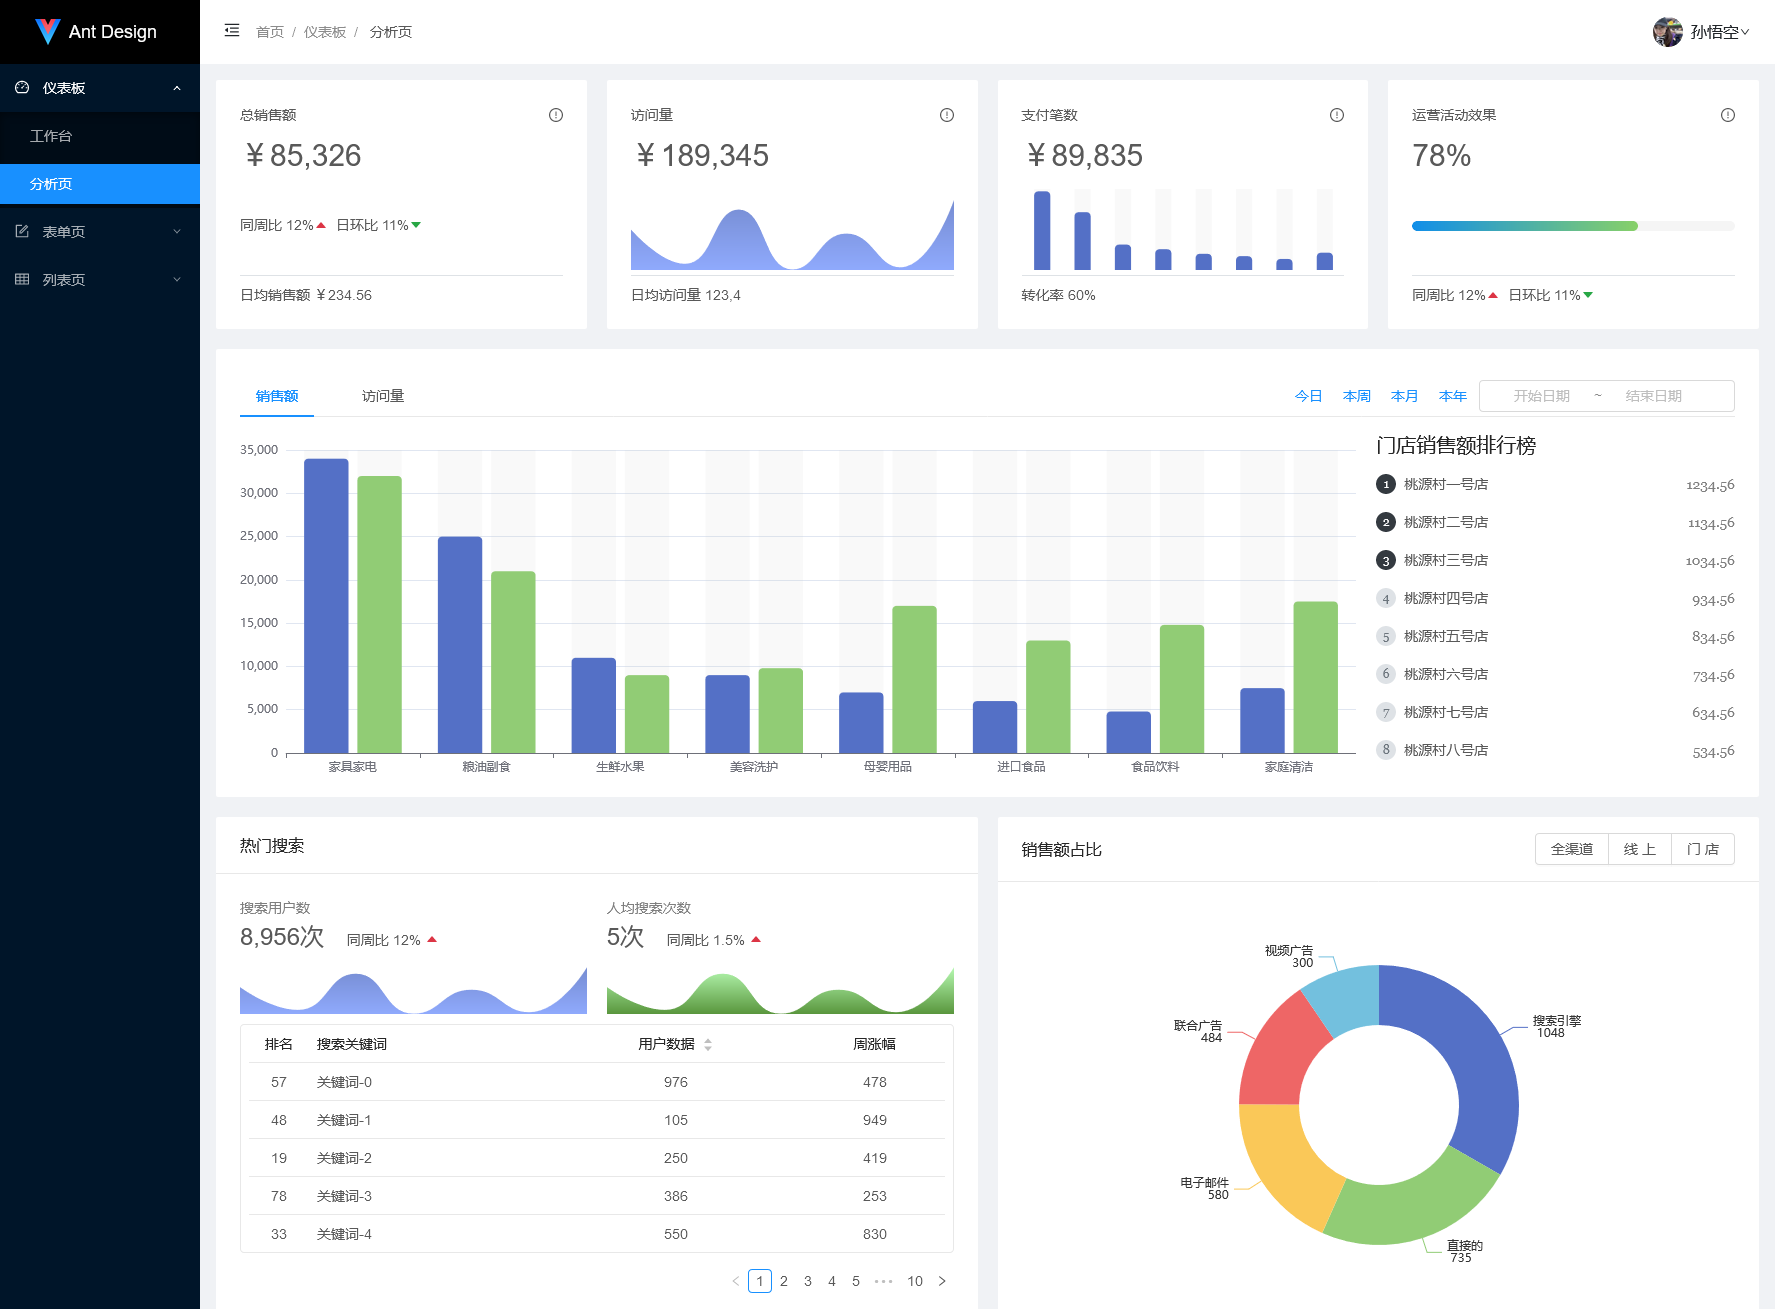 Ant Design
首页 / 仪表板 / 分析页
孙悟空
仪表板
工作台
分析页
表单页
列表页
总销售额
¥ 85,326
同周比 12% 日环比 11%
日均销售额 ¥ 234.56
访问量
¥ 189,345
日均访问量 123,4
支付笔数
¥ 89,835
转化率 60%
运营活动效果
78%
同周比 12% 日环比 11%
销售额 访问量
今日 本周 本月 本年 开始日期 ~ 结束日期
35,000
30,000
25,000
20,000
15,000
10,000
5,000
0
家具家电 粮油副食 生鲜水果 美容洗护 母婴用品 进口食品 食品饮料 家庭清洁
门店销售额排行榜
1 桃源村一号店 1234.56
2 桃源村二号店 1134.56
3 桃源村三号店 1034.56
4 桃源村四号店 934.56
5 桃源村五号店 834.56
6 桃源村六号店 734.56
7 桃源村七号店 634.56
8 桃源村八号店 534.56
热门搜索
搜索用户数
8,956次 同周比 12%
人均搜索次数
5次 同周比 1.5%
排名 搜索关键词 用户数据 周涨幅
57 关键词-0 976 478
48 关键词-1 105 949
19 关键词-2 250 419
78 关键词-3 386 253
33 关键词-4 550 830
1 2 3 4 5 ••• 10
销售额占比
全渠道 线上 门店
视频广告
300
联合广告
484
搜索引擎
1048
电子邮件
580
直接的
735